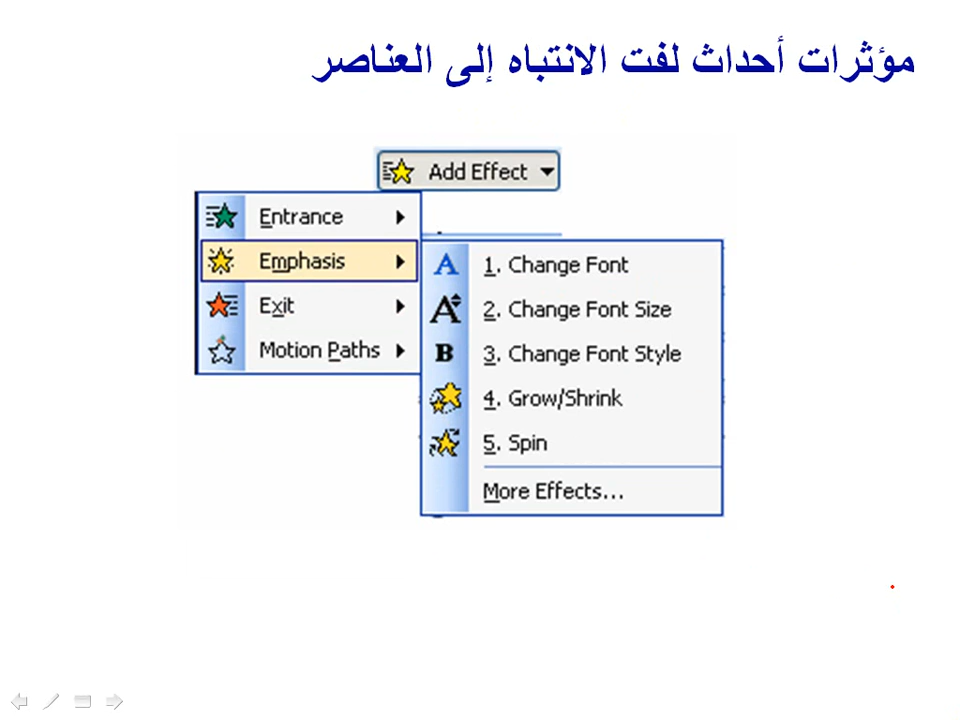 مؤثرات أحداث لفت الانتباه إلى العناصر
Add Effect
Entrance
Emphasis
Exit
Motion Paths
1. Change Font
2. Change Font Size
3. Change Font Style
4. Grow/Shrink
5. Spin
More Effects...